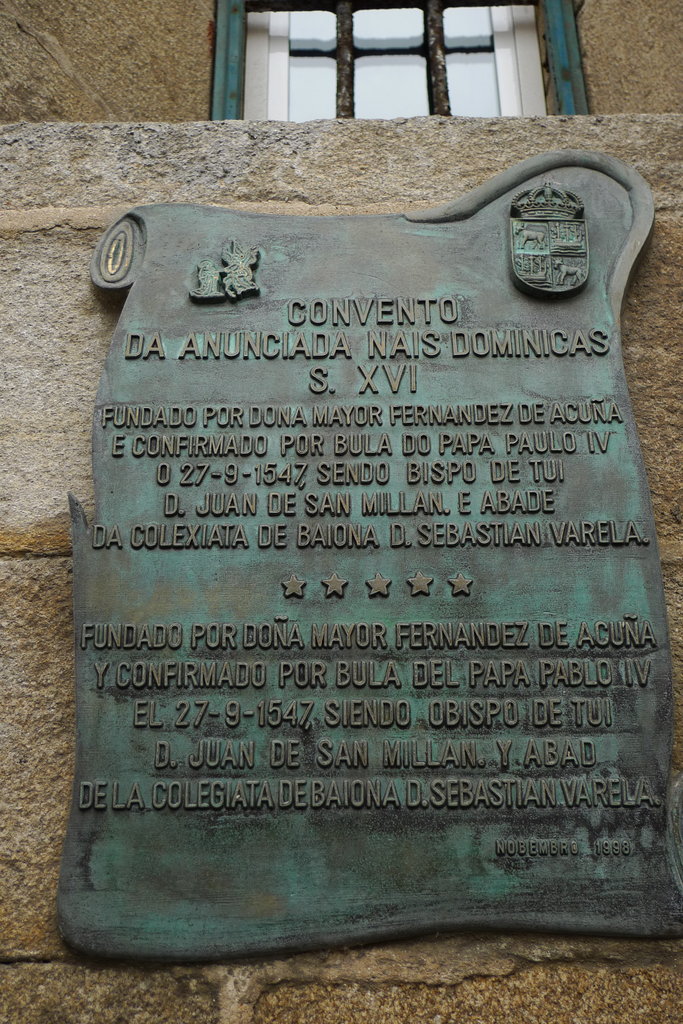 CONVENTO
DA ANUNCIADA NAIS DOMINICAS
S. XVI
FUNDADO POR DONA MAYOR FERNANDEZ DE ACUÑA
E CONFIRMADO POR BULA DO PAPA PAULO IV
O 27-9-1547, SENDO BISPO DE TUI
D. JUAN DE SAN MILLAN. E ABADE
DA COLEXIATA DE BAIONA D. SEBASTIAN VARELA.
FUNDADO POR DOÑA MAYOR FERNANDEZ DE ACUÑA
Y CONFIRMADO POR BULA DEL PAPA PABLO IV
EL 27-9-1547, SIENDO OBISPO DE TUI
D. JUAN DE SAN MILLAN. Y ABAD
DE LA COLEGIATA DE BAIONA D. SEBASTIAN VARELA.
NOBEMBRO 1998